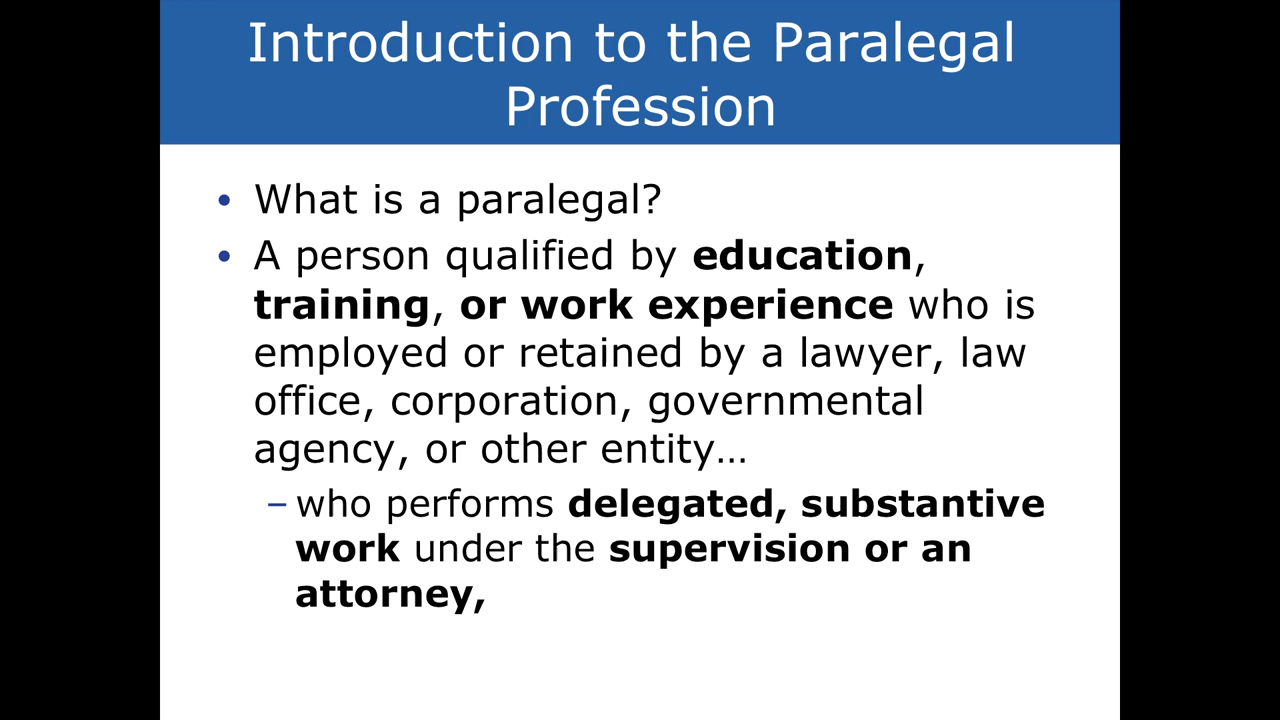 Introduction to the Paralegal
Profession
• What is a paralegal?
• A person qualified by education,
training, or work experience who is
employed or retained by a lawyer, law
office, corporation, governmental
agency, or other entity…
– who performs delegated, substantive
work under the supervision or an
attorney,